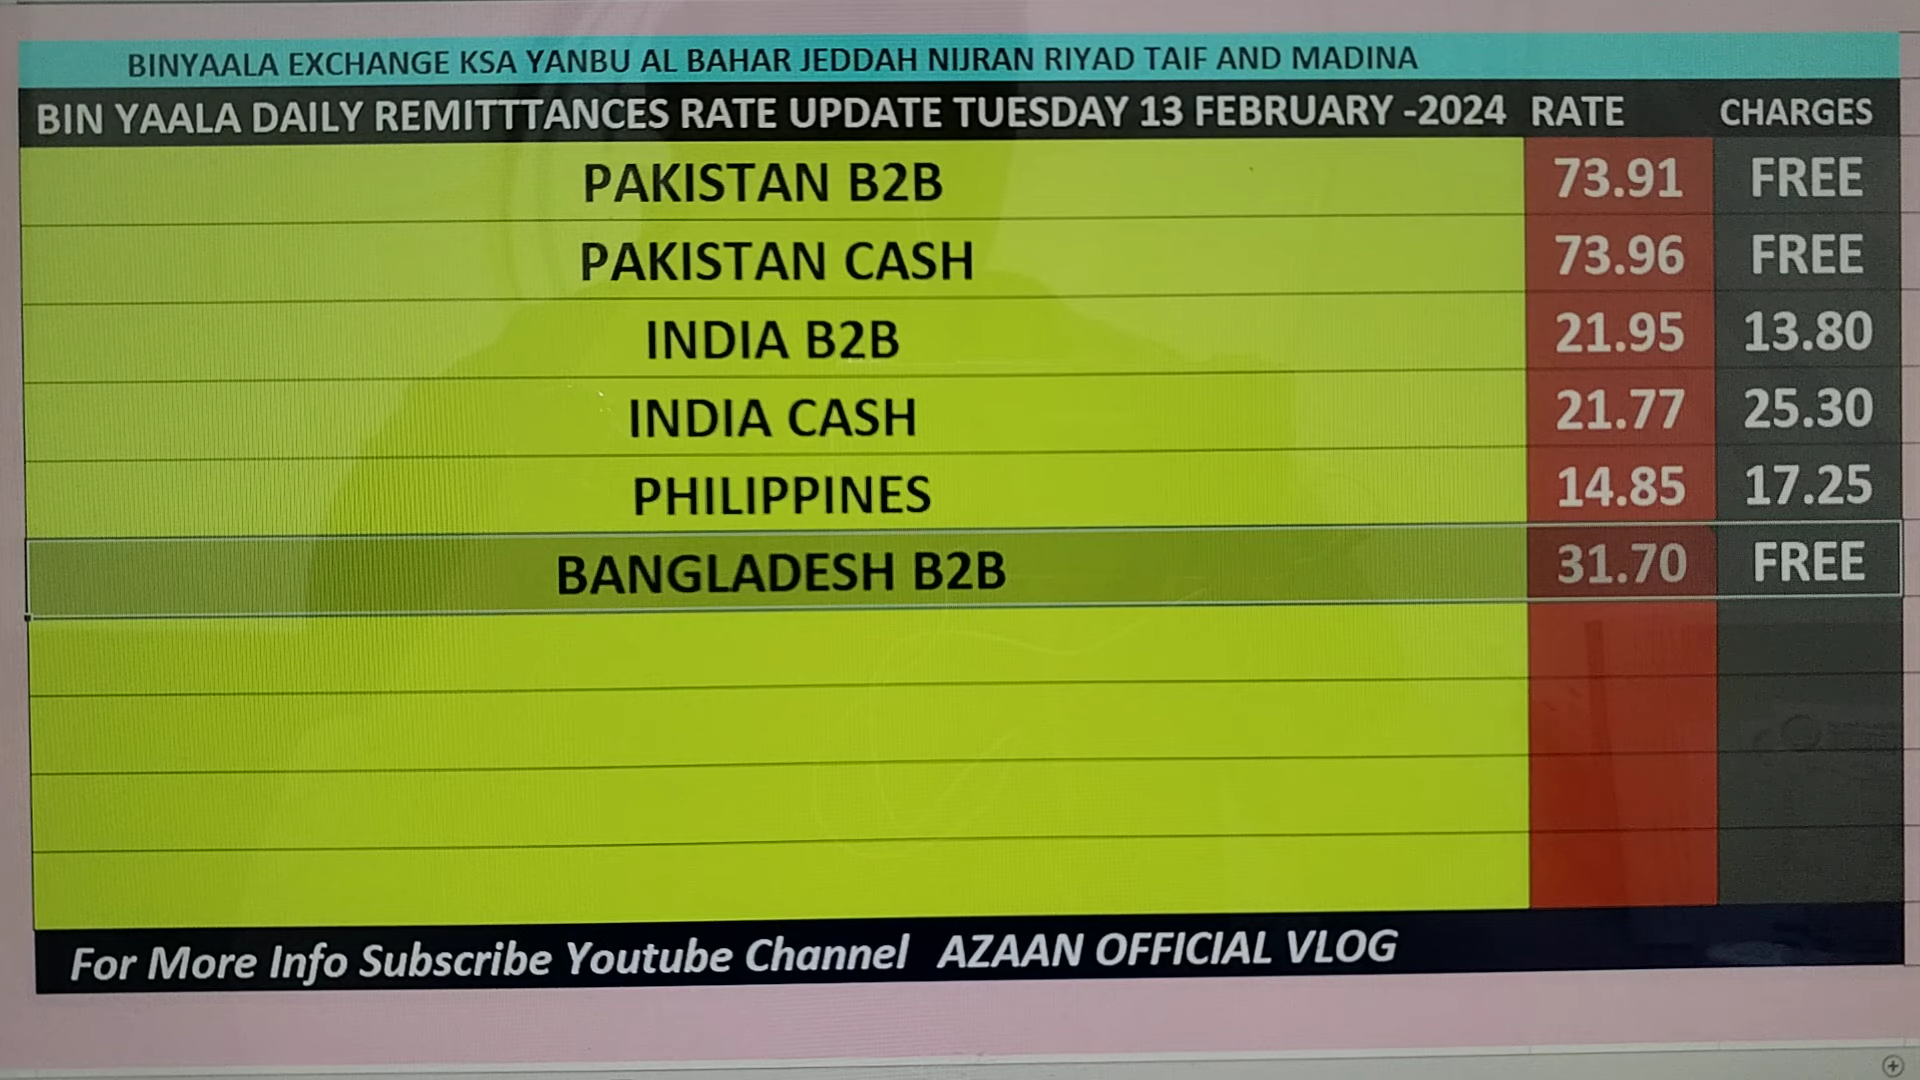 BINYAALA EXCHANGE KSA YANBU AL BAHAR JEDDAH NIJRAN RIYAD TAIF AND MADINA
BIN YAALA DAILY REMITTTANCES RATE UPDATE TUESDAY 13 FEBRUARY -2024 RATE CHARGES
PAKISTAN B2B 73.91 FREE
PAKISTAN CASH 73.96 FREE
INDIA B2B 21.95 13.80
INDIA CASH 21.77 25.30
PHILIPPINES 14.85 17.25
BANGLADESH B2B 31.70 FREE
For More Info Subscribe Youtube Channel AZAAN OFFICIAL VLOG